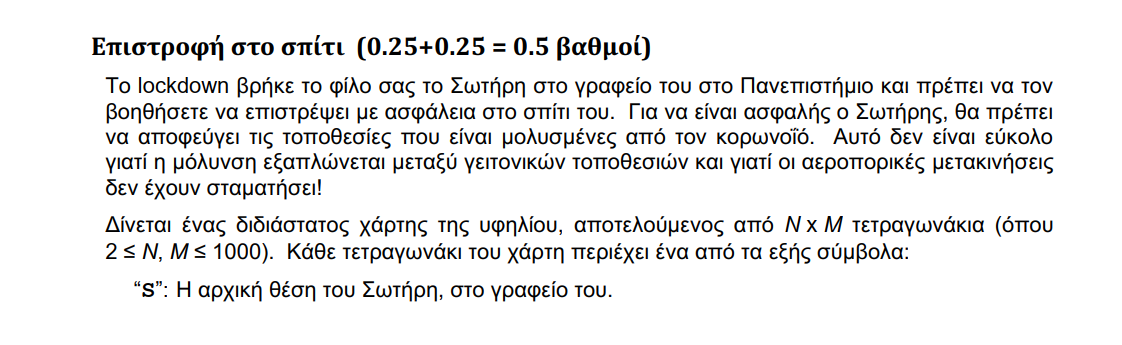 Επιστροφή στο σπίτι (0.25+0.25 = 0.5 βαθμοί)
Το lockdown βρήκε το φίλο σας το Σωτήρη στο γραφείο του στο Πανεπιστήμιο και πρέπει να τον
βοηθήσετε να επιστρέψει με ασφάλεια στο σπίτι του. Για να είναι ασφαλής ο Σωτήρης, θα πρέπει
να αποφεύγει τις τοποθεσίες που είναι μολυσμένες από τον κορωνοϊό. Αυτό δεν είναι εύκολο
γιατί η μόλυνση εξαπλώνεται μεταξύ γειτονικών τοποθεσιών και γιατί οι αεροπορικές μετακινήσεις
δεν έχουν σταματήσει!
Δίνεται ένας διδιάστατος χάρτης της υφηλίου, αποτελούμενος από N x M τετραγωνάκια (όπου
2 ≤ N, M ≤ 1000). Κάθε τετραγωνάκι του χάρτη περιέχει ένα από τα εξής σύμβολα:
“S”: Η αρχική θέση του Σωτήρη, στο γραφείο του.